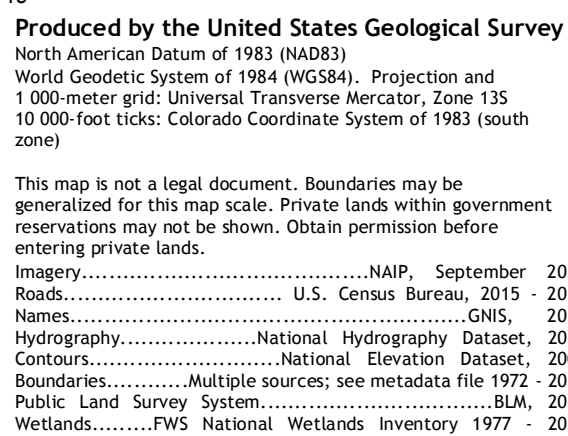 Produced by the United States Geological Survey
North American Datum of 1983 (NAD83)
World Geodetic System of 1984 (WGS84). Projection and
1 000-meter grid: Universal Transverse Mercator, Zone 13S
10 000-foot ticks: Colorado Coordinate System of 1983 (south
zone)
This map is not a legal document. Boundaries may be
generalized for this map scale. Private lands within government
reservations may not be shown. Obtain permission before
entering private lands.
Imagery.......................................NAIP, September 20
Roads.............................. U.S. Census Bureau, 2015 - 20
Names......................................................GNIS, 20
Hydrography...................National Hydrography Dataset, 20
Contours..........................National Elevation Dataset, 20
Boundaries............Multiple sources; see metadata file 1972 - 20
Public Land Survey System................................BLM, 20
Wetlands.........FWS National Wetlands Inventory 1977 - 20